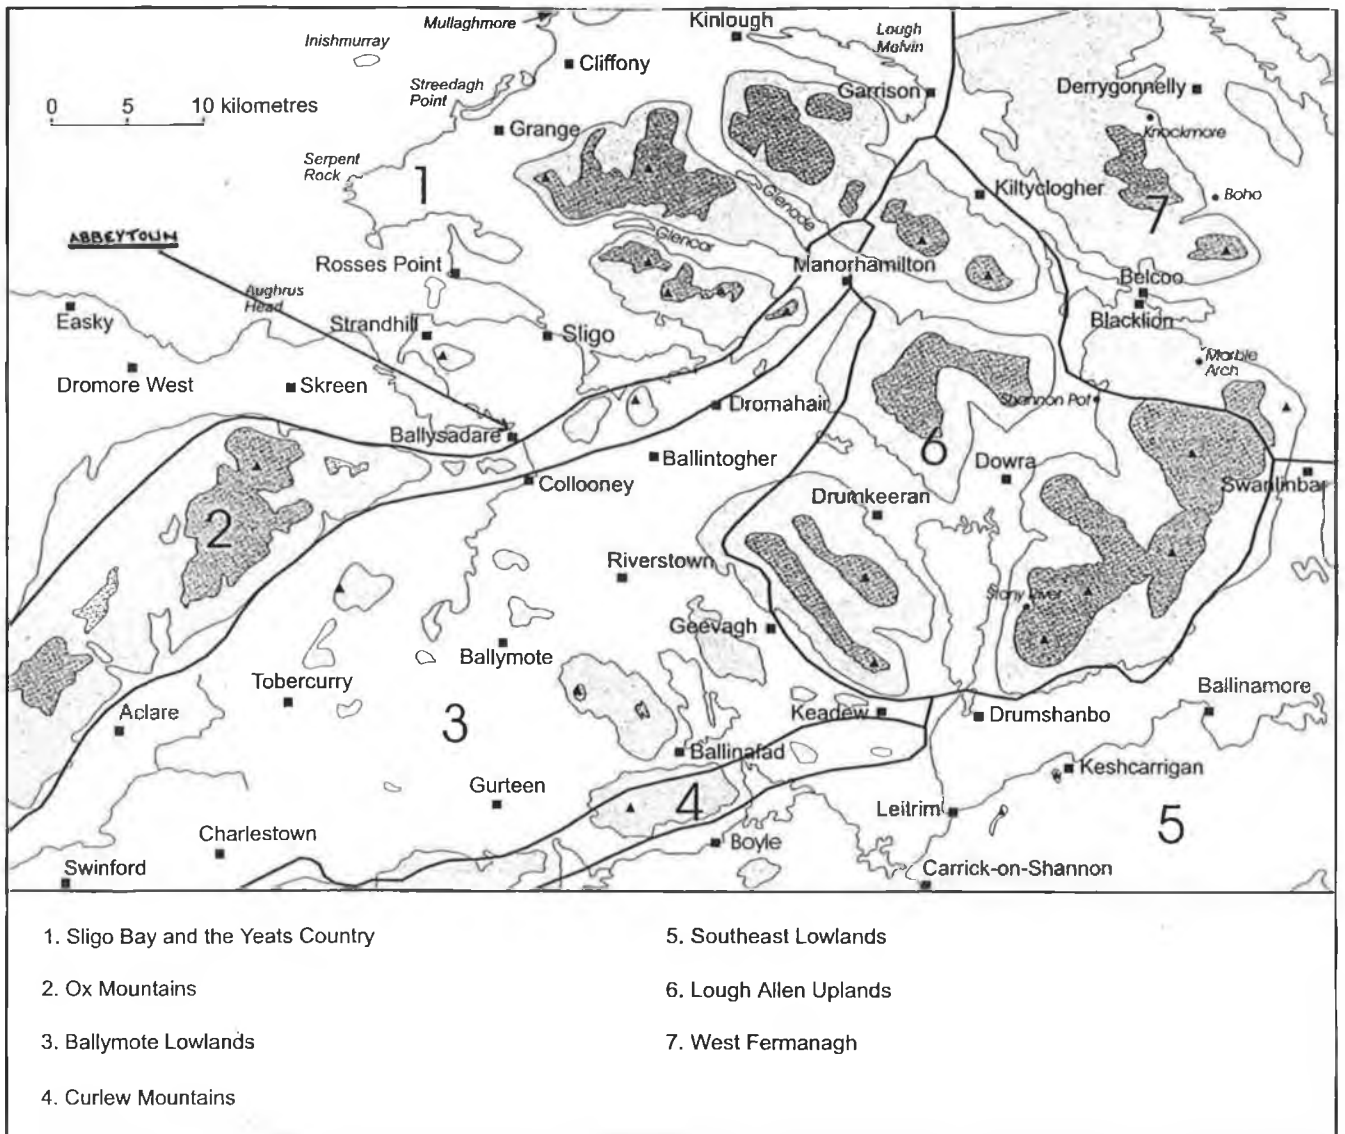 Mullaghmore
Kinlough
Inishmurray
Lough
Melvin
Cliffony
Streedagh
Point
Garrison
Derrygonnelly
0 5 10 kilometres
Grange
Knockmore
Serpent
Rock
1
Kiltyclogher
7
Boho
Glenade
ABBEYTOWN
Glencar
Rosses Point
Manorhamilton
Belcoo
Aughrus
Head
Easky
Strandhill
Sligo
Blacklion
Marble
Arch
Dromore West
Skreen
Dromahair
Shannon Pot
Ballysadare
6
Ballintogher
Dowra
Collooney
Swanlinbar
Drumkeeran
2
Riverstown
Stony River
Geevagh
Ballymote
Tobercurry
Ballinamore
Aclare
3
Keadew
Drumshanbo
Ballinafad
Keshcarrigan
Gurteen
4
Leitrim
5
Charlestown
Boyle
Swinford
Carrick-on-Shannon
1. Sligo Bay and the Yeats Country
2. Ox Mountains
3. Ballymote Lowlands
4. Curlew Mountains
5. Southeast Lowlands
6. Lough Allen Uplands
7. West Fermanagh